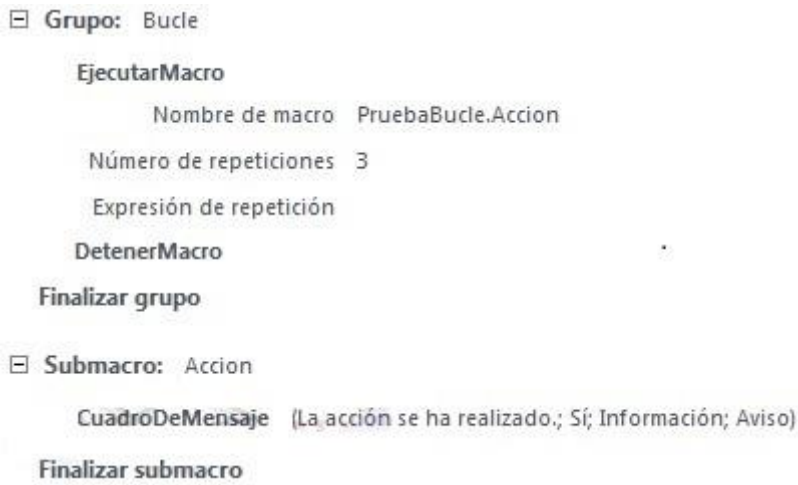 Grupo: Bucle
EjecutarMacro
Nombre de macro PruebaBucle.Accion
Número de repeticiones 3
Expresión de repetición
DetenerMacro
Finalizar grupo
Submacro: Accion
CuadroDeMensaje (La acción se ha realizado.; Sí; Información; Aviso)
Finalizar submacro